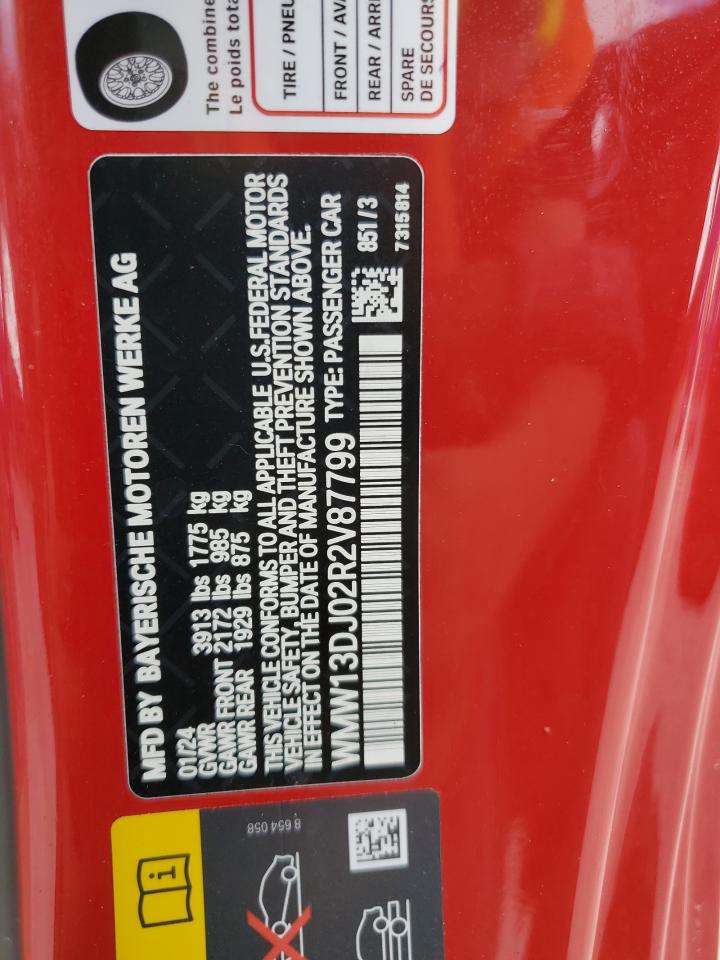 The combine
Le poids tota
TIRE / PNEU
FRONT / AVA
REAR / ARRI
SPARE
DE SECOURS
MFD BY BAYERISCHE MOTOREN WERKE AG
01/24
GVWR 3913 lbs 1775 kg
GAWR FRONT 2172 lbs 985 kg
GAWR REAR 1929 lbs 875 kg
THIS VEHICLE CONFORMS TO ALL APPLICABLE U.S.FEDERAL MOTOR
VEHICLE SAFETY, BUMPER AND THEFT PREVENTION STANDARDS
IN EFFECT ON THE DATE OF MANUFACTURE SHOWN ABOVE.
WMW13DJ02R2V87799 TYPE: PASSENGER CAR
851/3
7315814
8 654 058